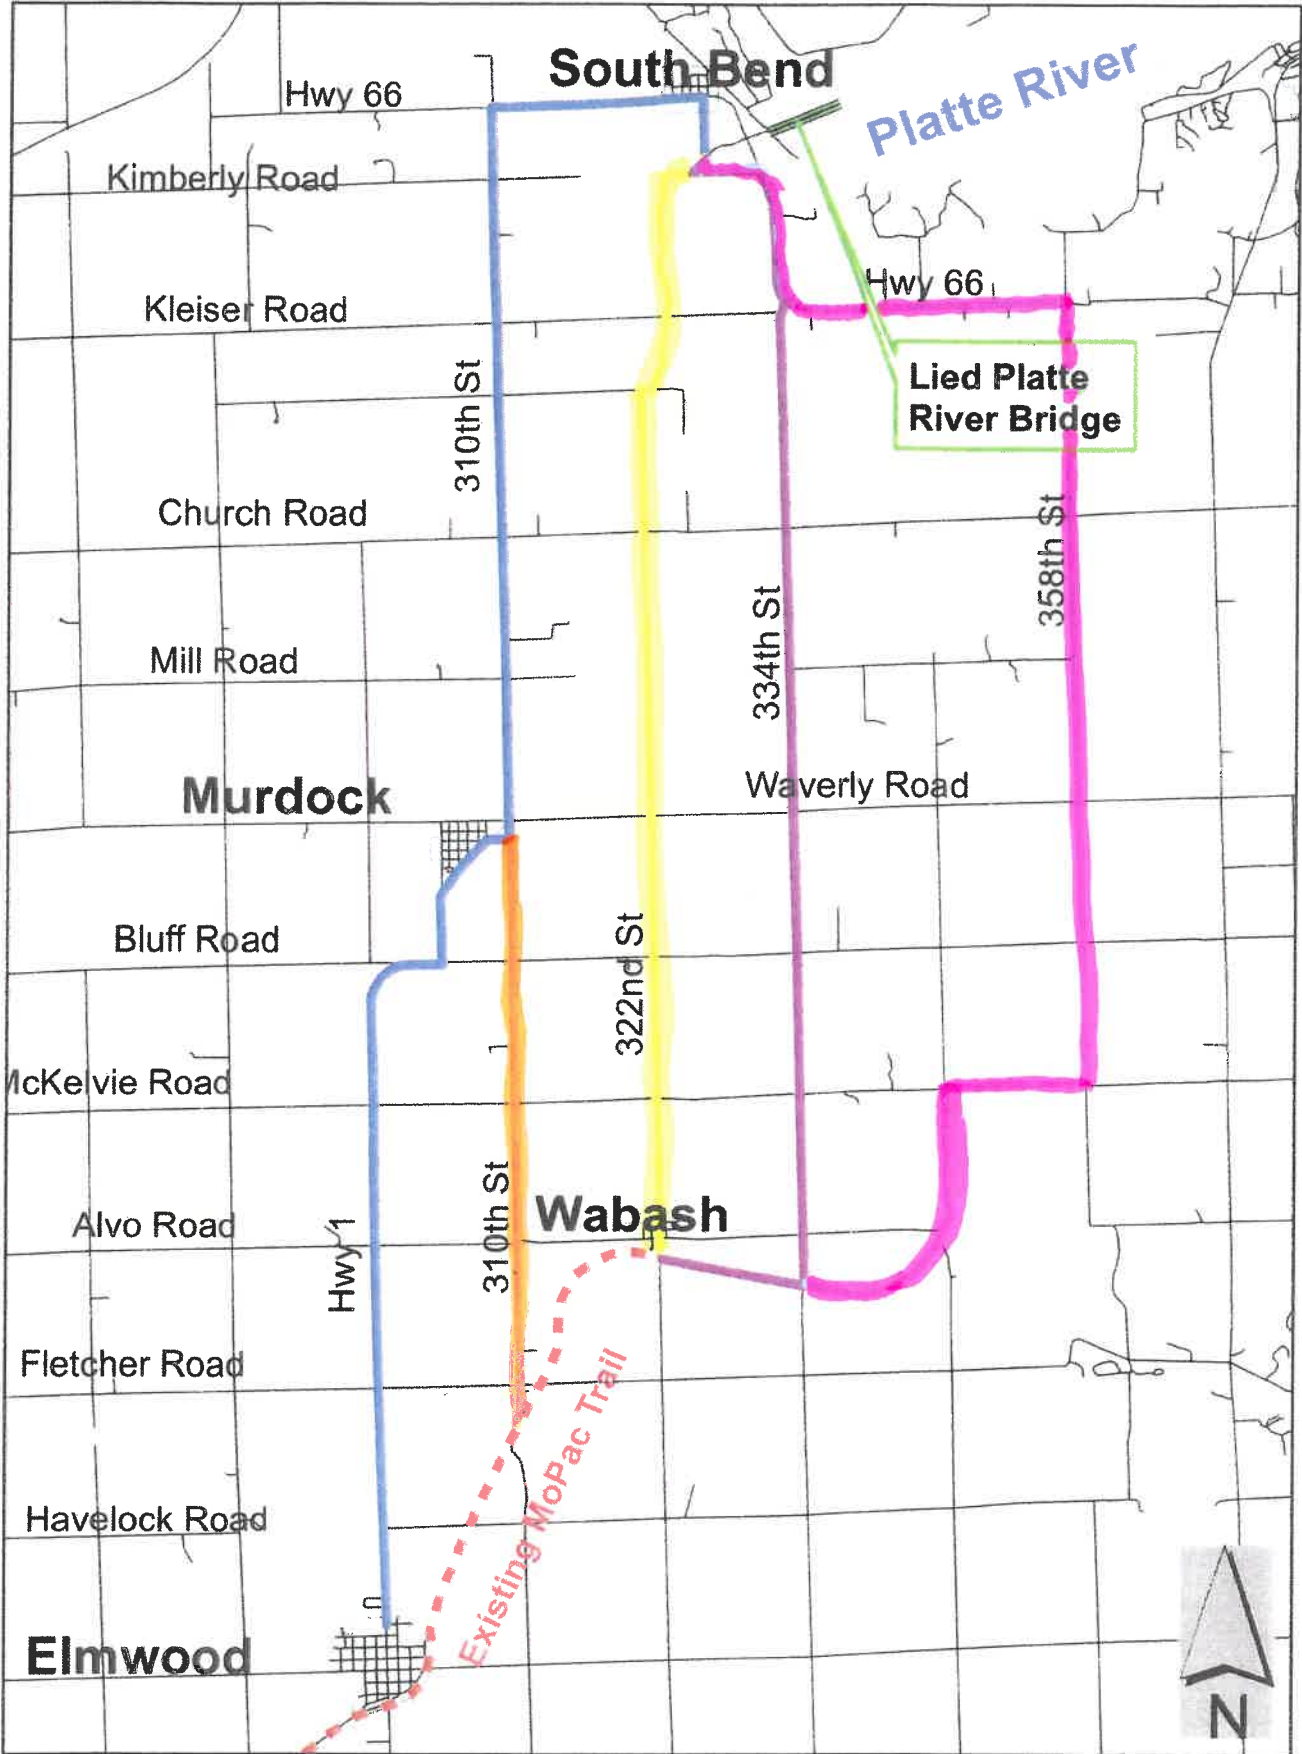 South Bend
Platte River
Hwy 66
Kimberly Road
Hwy 66
Kleiser Road
Lied Platte
River Bridge
310th St
Church Road
358th St
334th St
Mill Road
Waverly Road
Murdock
Bluff Road
322nd St
McKelvie Road
310th St
Wabash
Alvo Road
Hwy 1
Fletcher Road
Existing MoPac Trail
Havelock Road
Elmwood
N